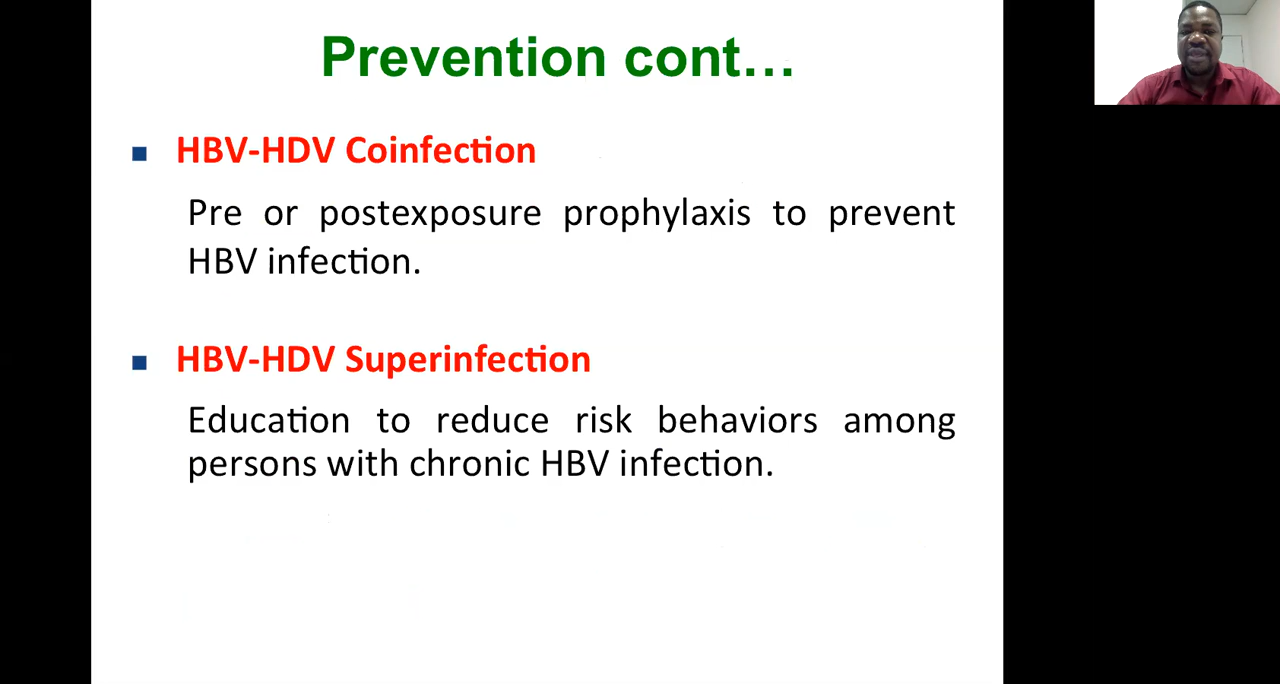 Prevention cont…
HBV-HDV Coinfection
Pre or postexposure prophylaxis to prevent
HBV infection.
HBV-HDV Superinfection
Education to reduce risk behaviors among
persons with chronic HBV infection.